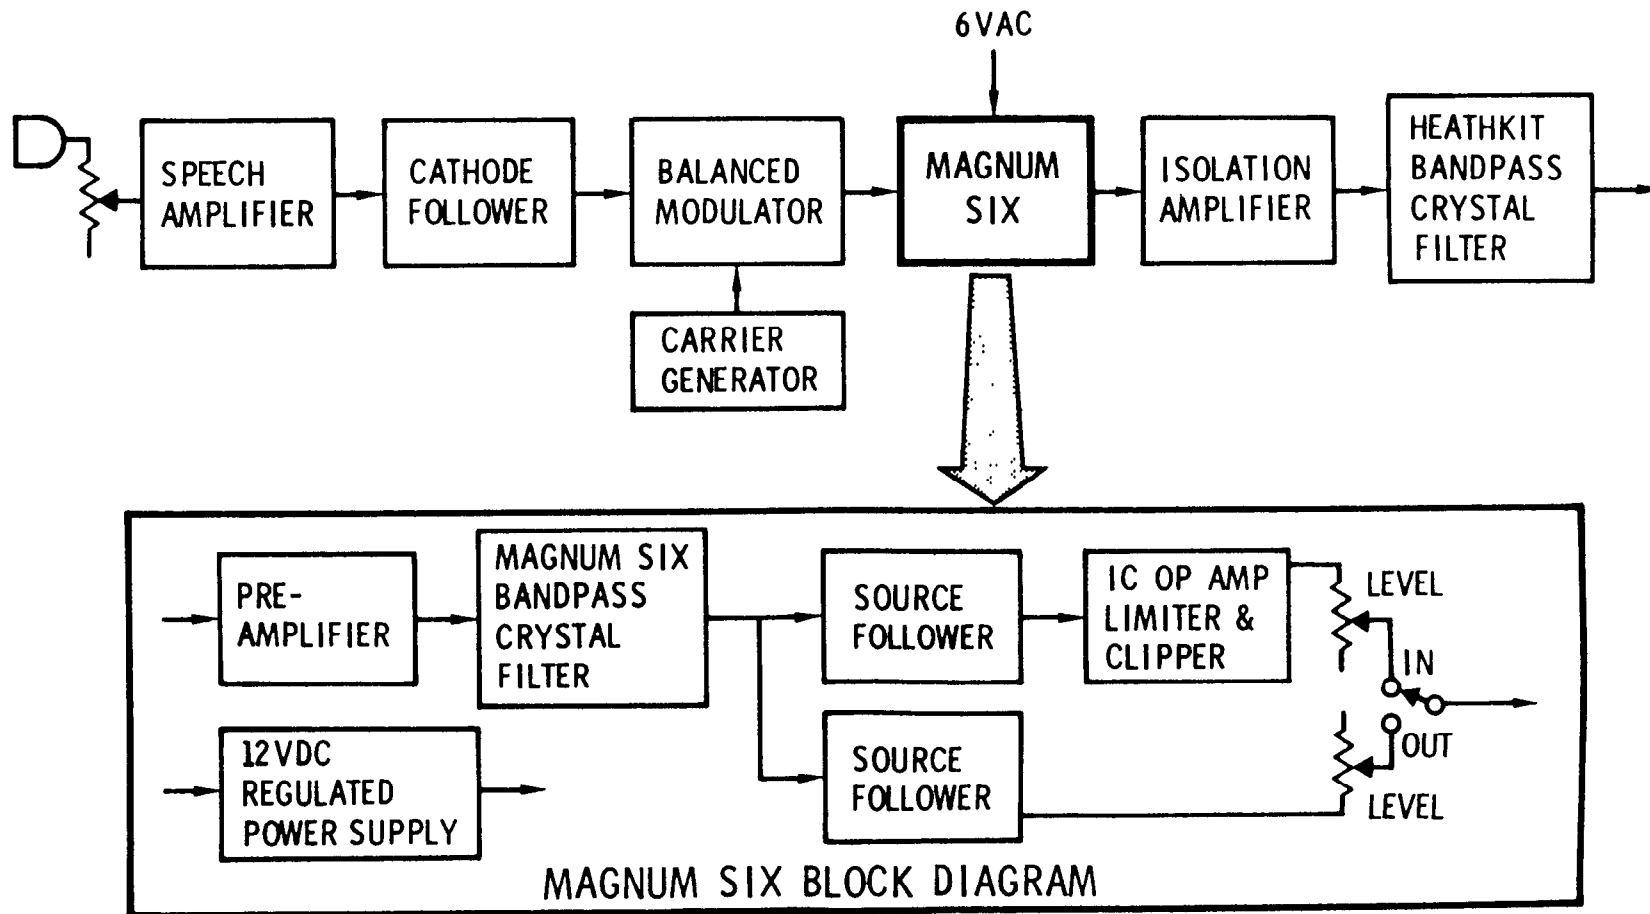 6VAC
SPEECH
AMPLIFIER
CATHODE
FOLLOWER
BALANCED
MODULATOR
MAGNUM
SIX
ISOLATION
AMPLIFIER
HEATHKIT
BANDPASS
CRYSTAL
FILTER
CARRIER
GENERATOR
PRE-
AMPLIFIER
MAGNUM SIX
BANDPASS
CRYSTAL
FILTER
SOURCE
FOLLOWER
IC OP AMP
LIMITER &
CLIPPER
LEVEL
IN
OUT
LEVEL
12VDC
REGULATED
POWER SUPPLY
SOURCE
FOLLOWER
MAGNUM SIX BLOCK DIAGRAM